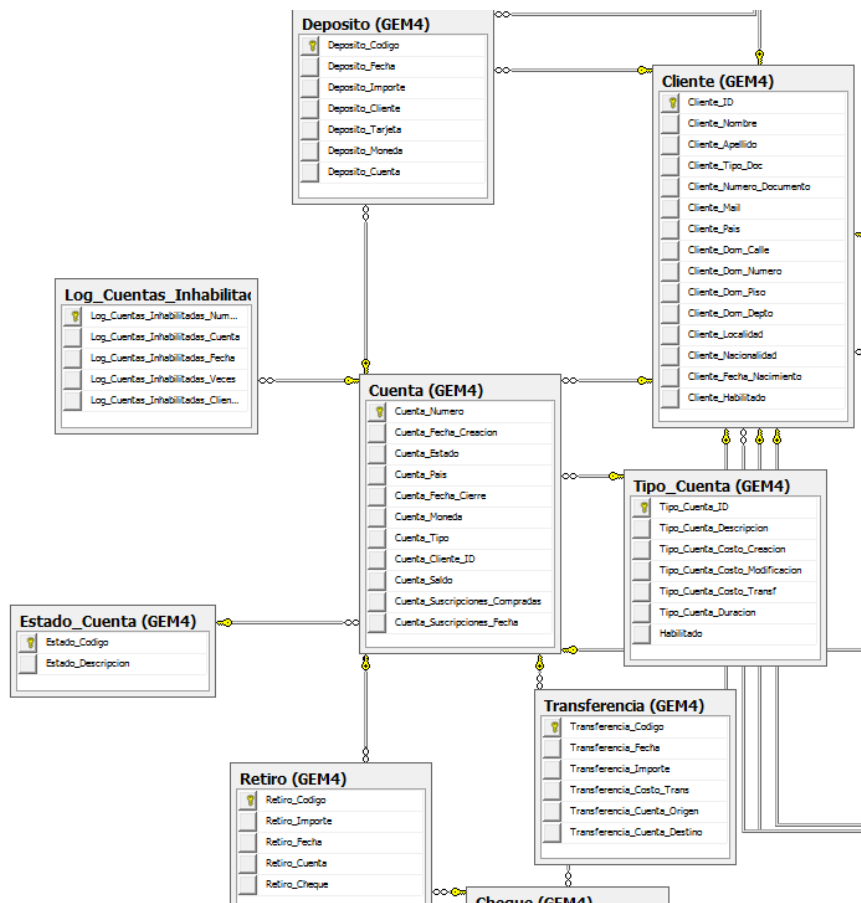 Deposito (GEM4)
Deposito_Codigo
Deposito_Fecha
Deposito_Importe
Deposito_Cliente
Deposito_Tarjeta
Deposito_Moneda
Deposito_Cuenta
Cliente (GEM4)
Cliente_ID
Cliente_Nombre
Cliente_Apellido
Cliente_Tipo_Doc
Cliente_Numero_Documento
Cliente_Mail
Cliente_Pais
Cliente_Dom_Calle
Cliente_Dom_Numero
Cliente_Dom_Piso
Cliente_Dom_Depto
Cliente_Localidad
Cliente_Nacionalidad
Cliente_Fecha_Nacimiento
Cliente_Habilitado
Log_Cuentas_Inhabilitac
Log_Cuentas_Inhabilitadas_Num...
Log_Cuentas_Inhabilitadas_Cuenta
Log_Cuentas_Inhabilitadas_Fecha
Log_Cuentas_Inhabilitadas_Veces
Log_Cuentas_Inhabilitadas_Clien...
Cuenta (GEM4)
Cuenta_Numero
Cuenta_Fecha_Creacion
Cuenta_Estado
Cuenta_Pais
Cuenta_Fecha_Cierre
Cuenta_Moneda
Cuenta_Tipo
Cuenta_Cliente_ID
Cuenta_Saldo
Cuenta_Suscripciones_Compradas
Cuenta_Suscripciones_Fecha
Tipo_Cuenta (GEM4)
Tipo_Cuenta_ID
Tipo_Cuenta_Descripcion
Tipo_Cuenta_Costo_Creacion
Tipo_Cuenta_Costo_Modificacion
Tipo_Cuenta_Costo_Transf
Tipo_Cuenta_Duracion
Habilitado
Estado_Cuenta (GEM4)
Estado_Codigo
Estado_Descripcion
Transferencia (GEM4)
Transferencia_Codigo
Transferencia_Fecha
Transferencia_Importe
Transferencia_Costo_Trans
Transferencia_Cuenta_Origen
Transferencia_Cuenta_Destino
Retiro (GEM4)
Retiro_Codigo
Retiro_Importe
Retiro_Fecha
Retiro_Cuenta
Retiro_Cheque
Cheque (GEM4)